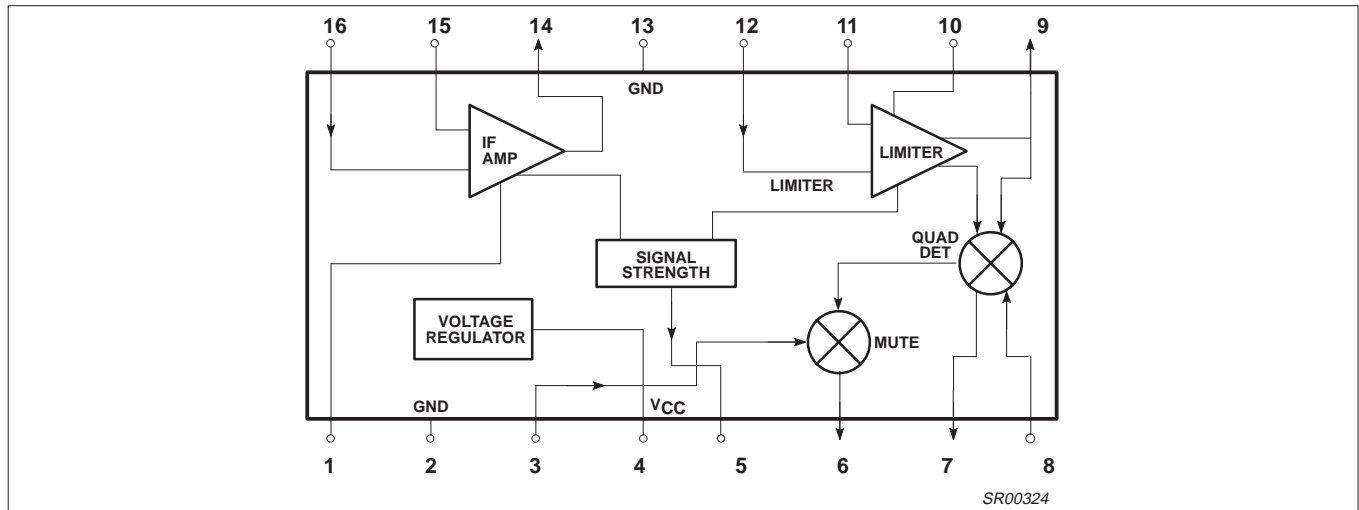 16 15 14 13 12 11 10 9
GND
IF
AMP
LIMITER
LIMITER
QUAD
DET
SIGNAL
STRENGTH
VOLTAGE
REGULATOR
MUTE
GND
VCC
1 2 3 4 5 6 7 8
SR00324